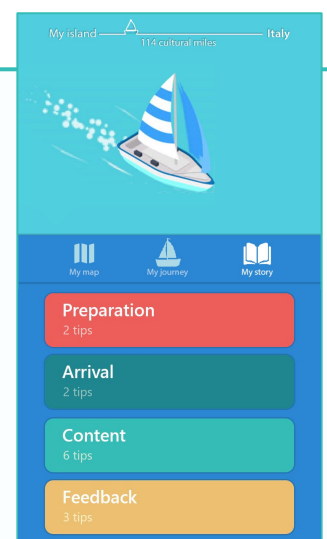 My island
Italy
114 cultural miles
My map
My journey
My story
Preparation
2 tips
Arrival
2 tips
Content
6 tips
Feedback
3 tips